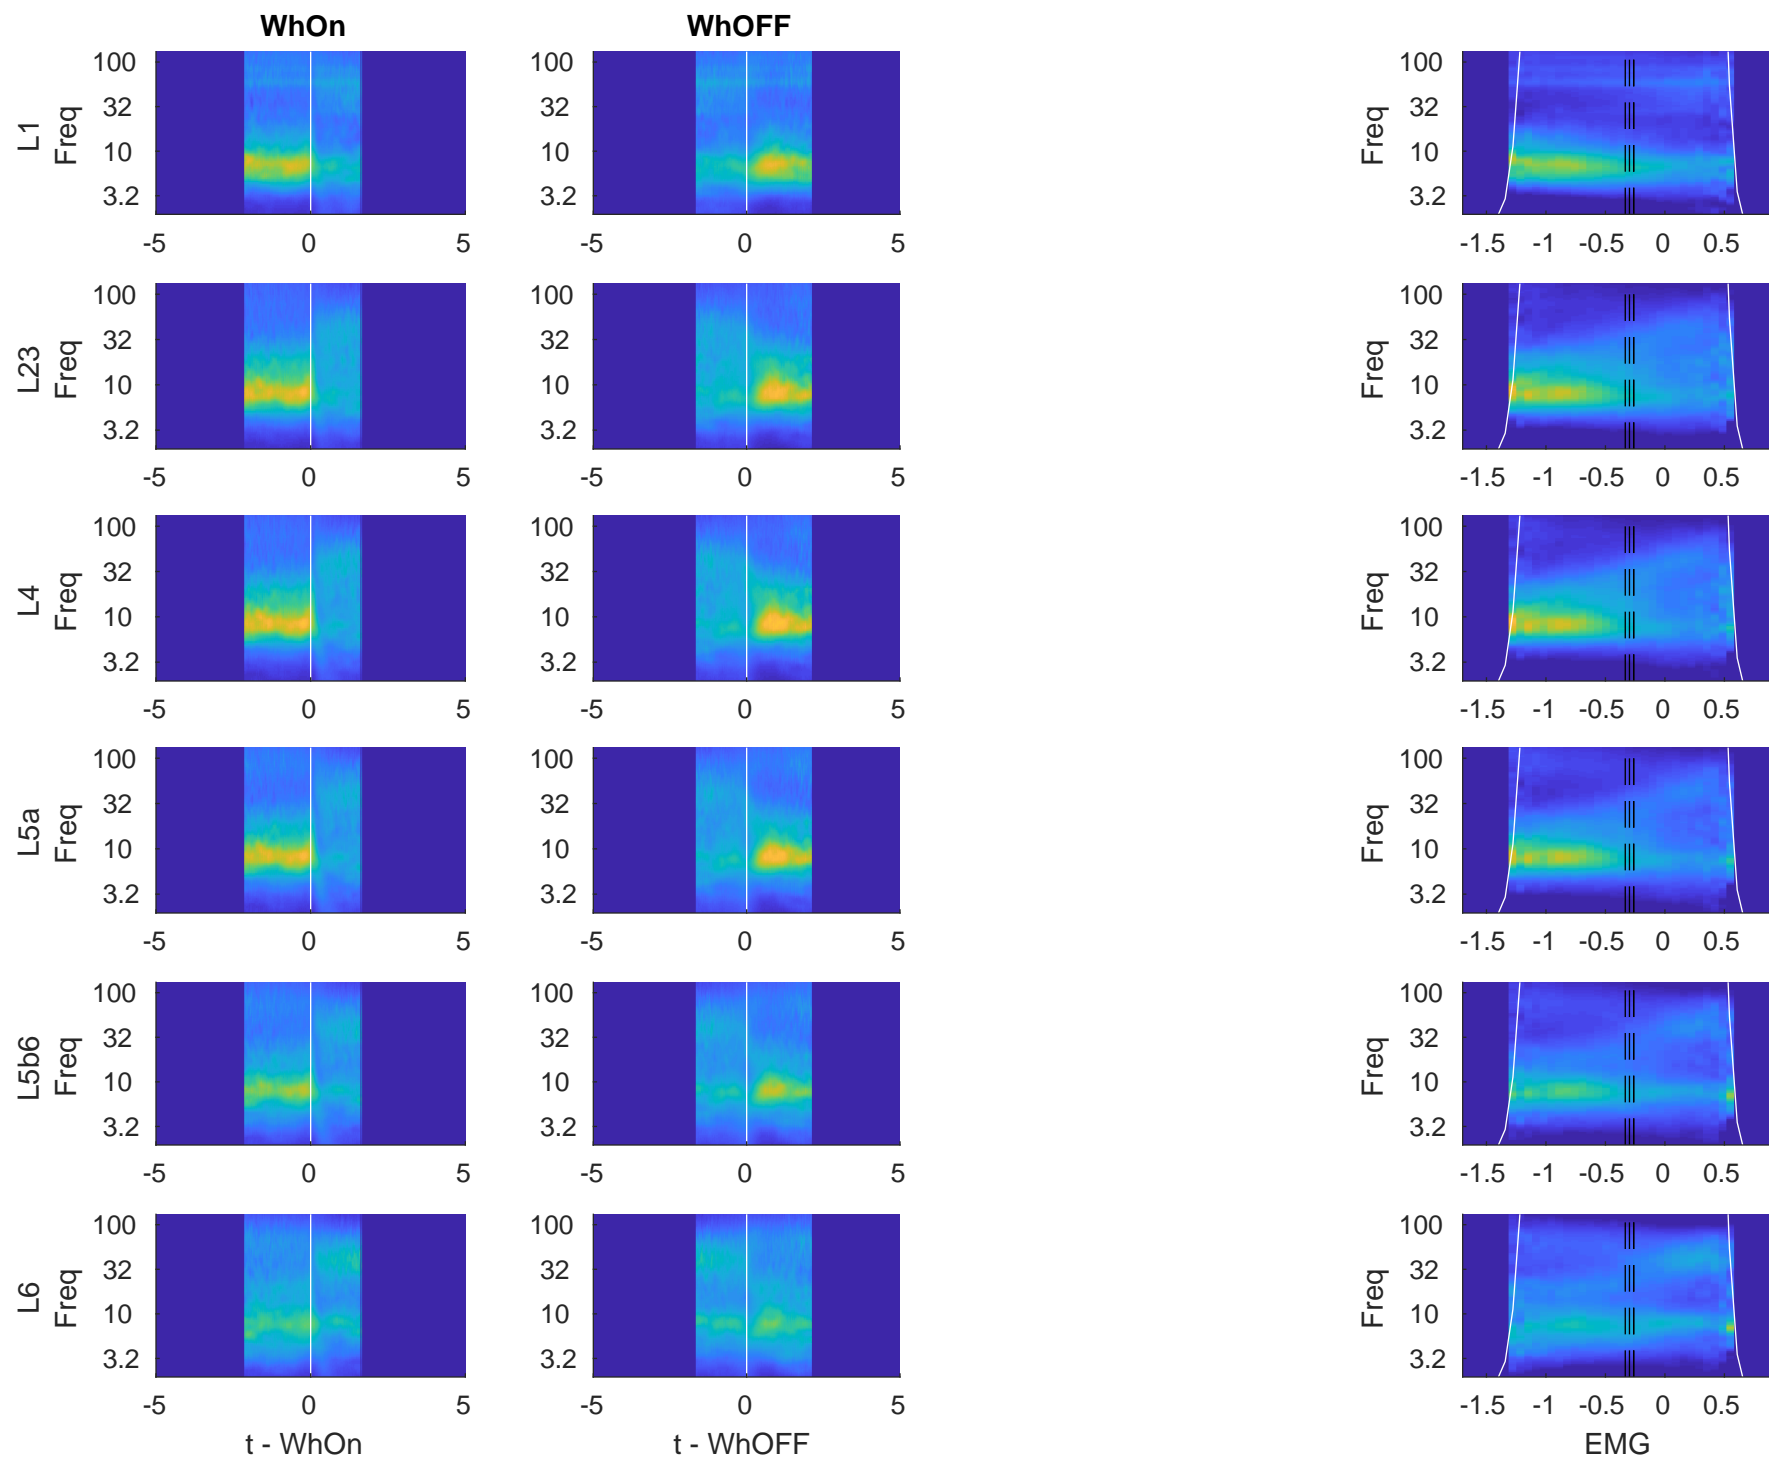 WhOn WhOFF
L1 Freq 100 32 10 3.2 100 32 10 3.2 Freq 100 32 10 3.2
-5 0 5 -5 0 5 -1.5 -1 -0.5 0 0.5
L23 Freq 100 32 10 3.2 100 32 10 3.2 Freq 100 32 10 3.2
-5 0 5 -5 0 5 -1.5 -1 -0.5 0 0.5
L4 Freq 100 32 10 3.2 100 32 10 3.2 Freq 100 32 10 3.2
-5 0 5 -5 0 5 -1.5 -1 -0.5 0 0.5
L5a Freq 100 32 10 3.2 100 32 10 3.2 Freq 100 32 10 3.2
-5 0 5 -5 0 5 -1.5 -1 -0.5 0 0.5
L5b6 Freq 100 32 10 3.2 100 32 10 3.2 Freq 100 32 10 3.2
-5 0 5 -5 0 5 -1.5 -1 -0.5 0 0.5
L6 Freq 100 32 10 3.2 100 32 10 3.2 Freq 100 32 10 3.2
-5 0 5 -5 0 5 -1.5 -1 -0.5 0 0.5
t - WhOn t - WhOFF EMG